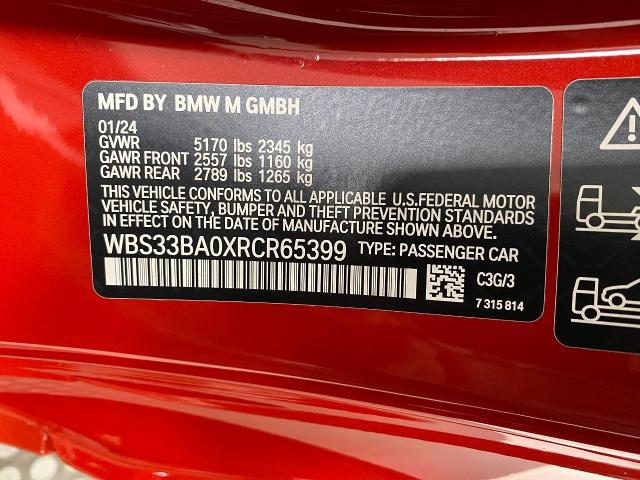 MFD BY BMW M GMBH
01/24
GVWR 5170 lbs 2345 kg
GAWR FRONT 2557 lbs 1160 kg
GAWR REAR 2789 lbs 1265 kg
THIS VEHICLE CONFORMS TO ALL APPLICABLE U.S.FEDERAL MOTOR
VEHICLE SAFETY, BUMPER AND THEFT PREVENTION STANDARDS
IN EFFECT ON THE DATE OF MANUFACTURE SHOWN ABOVE.
WBS33BA0XRCR65399 TYPE: PASSENGER CAR
C3G/3
7 315 814